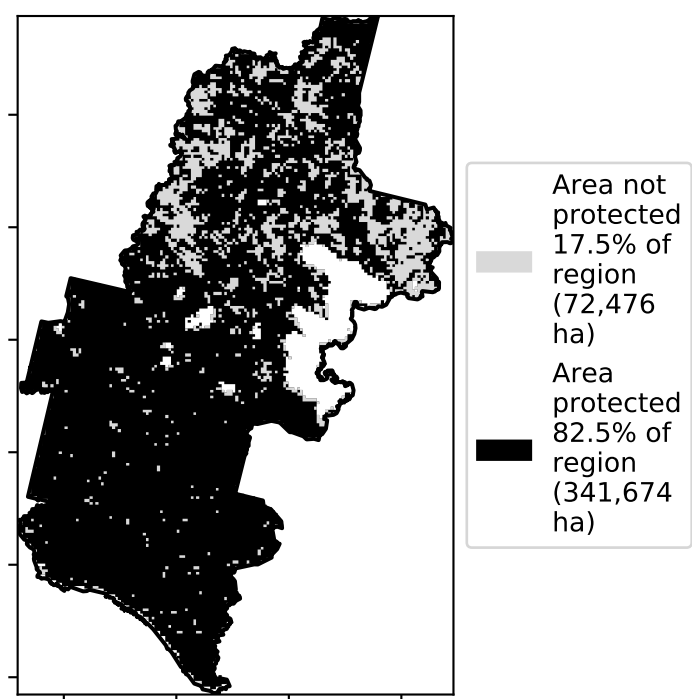 Area not
protected
17.5% of
region
(72,476
ha)
Area
protected
82.5% of
region
(341,674
ha)